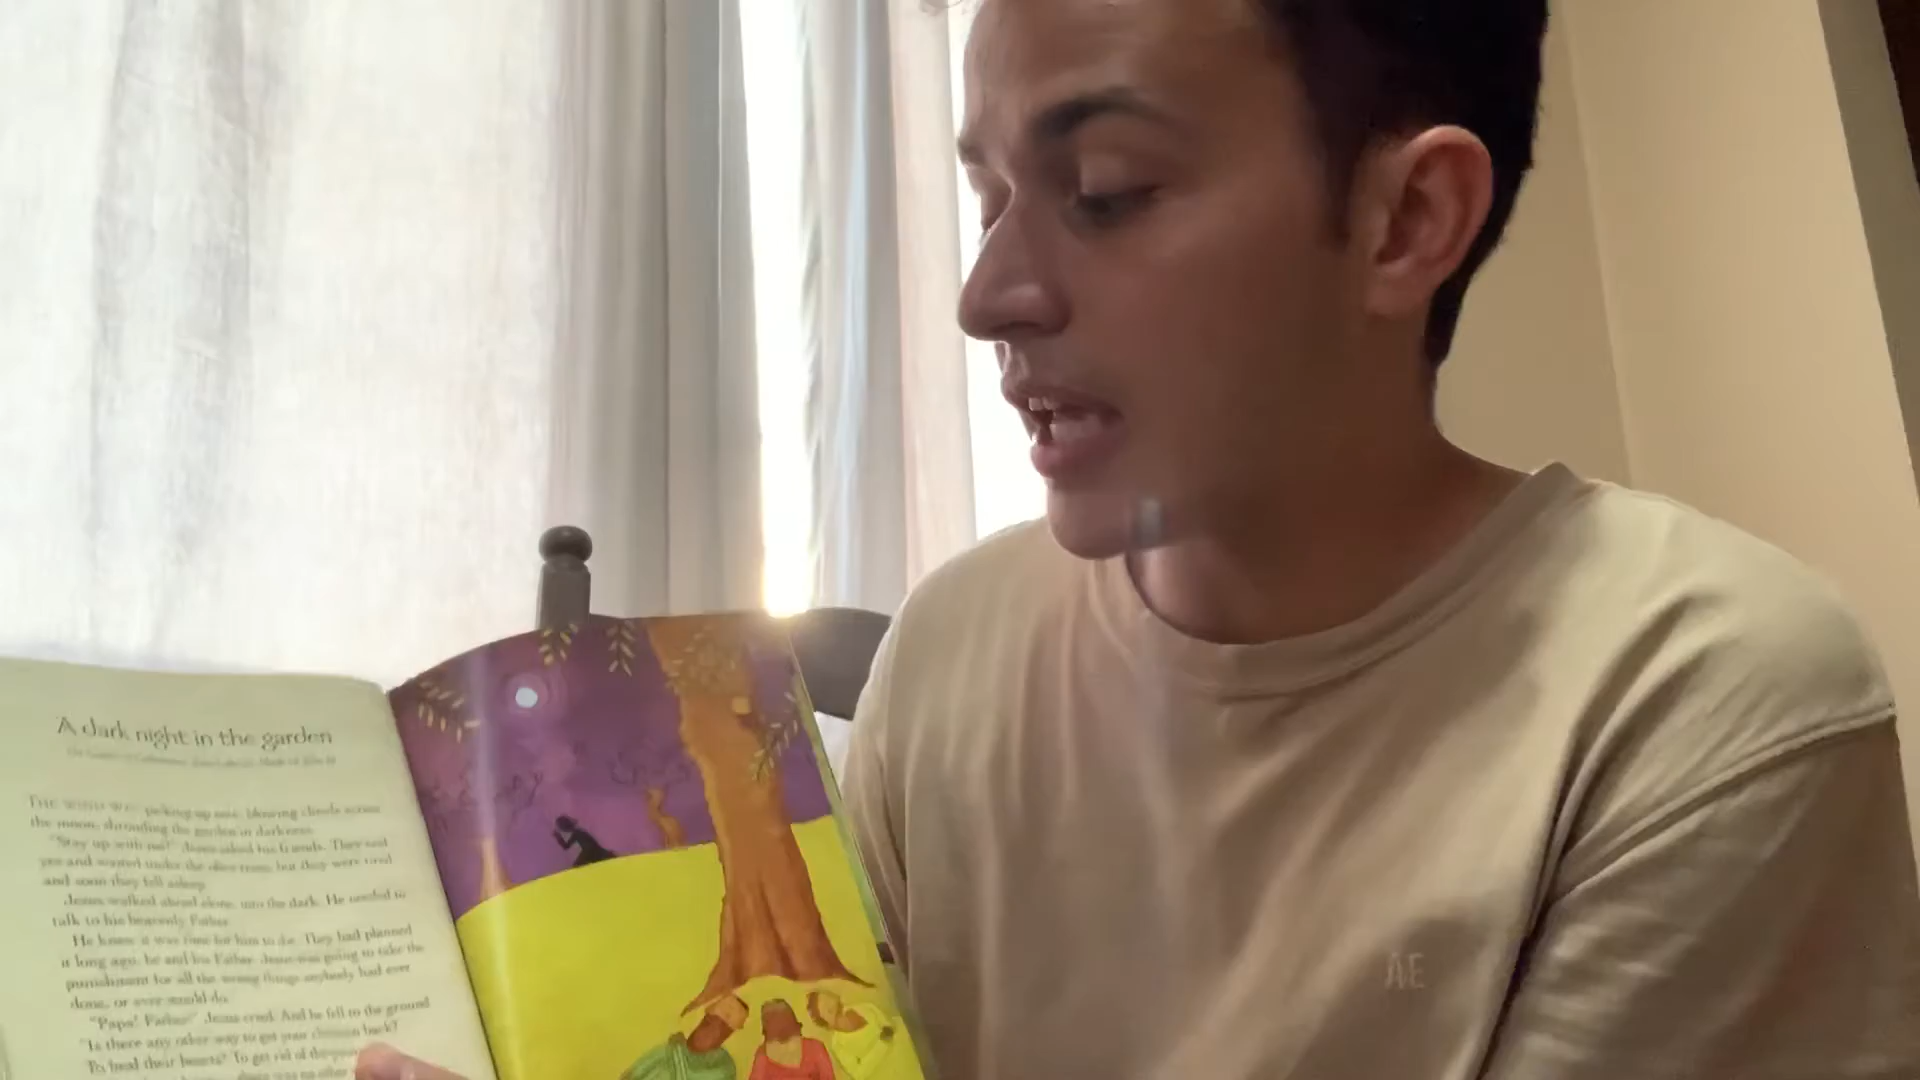 A dark night in the garden
THE WIND WAS picking up now, blowing clouds across
the moon, shrouding the garden in darkness.
"Stay up with me?" Jesus asked his friends. They said
yes and waited under the olive trees, but they were tired
and soon they fell asleep.
Jesus walked ahead alone, into the dark. He needed to
talk to his heavenly Father.
He knew it was time for him to die. They had planned
it long ago, he and his Father. Jesus was going to take the
punishment for all the wrong things anybody had ever
done, or ever would do.
"Papa! Father!" Jesus cried. And he fell to the ground
"Is there any other way to get your children back?
To heal their hearts? To get rid of the
there was no other
AE